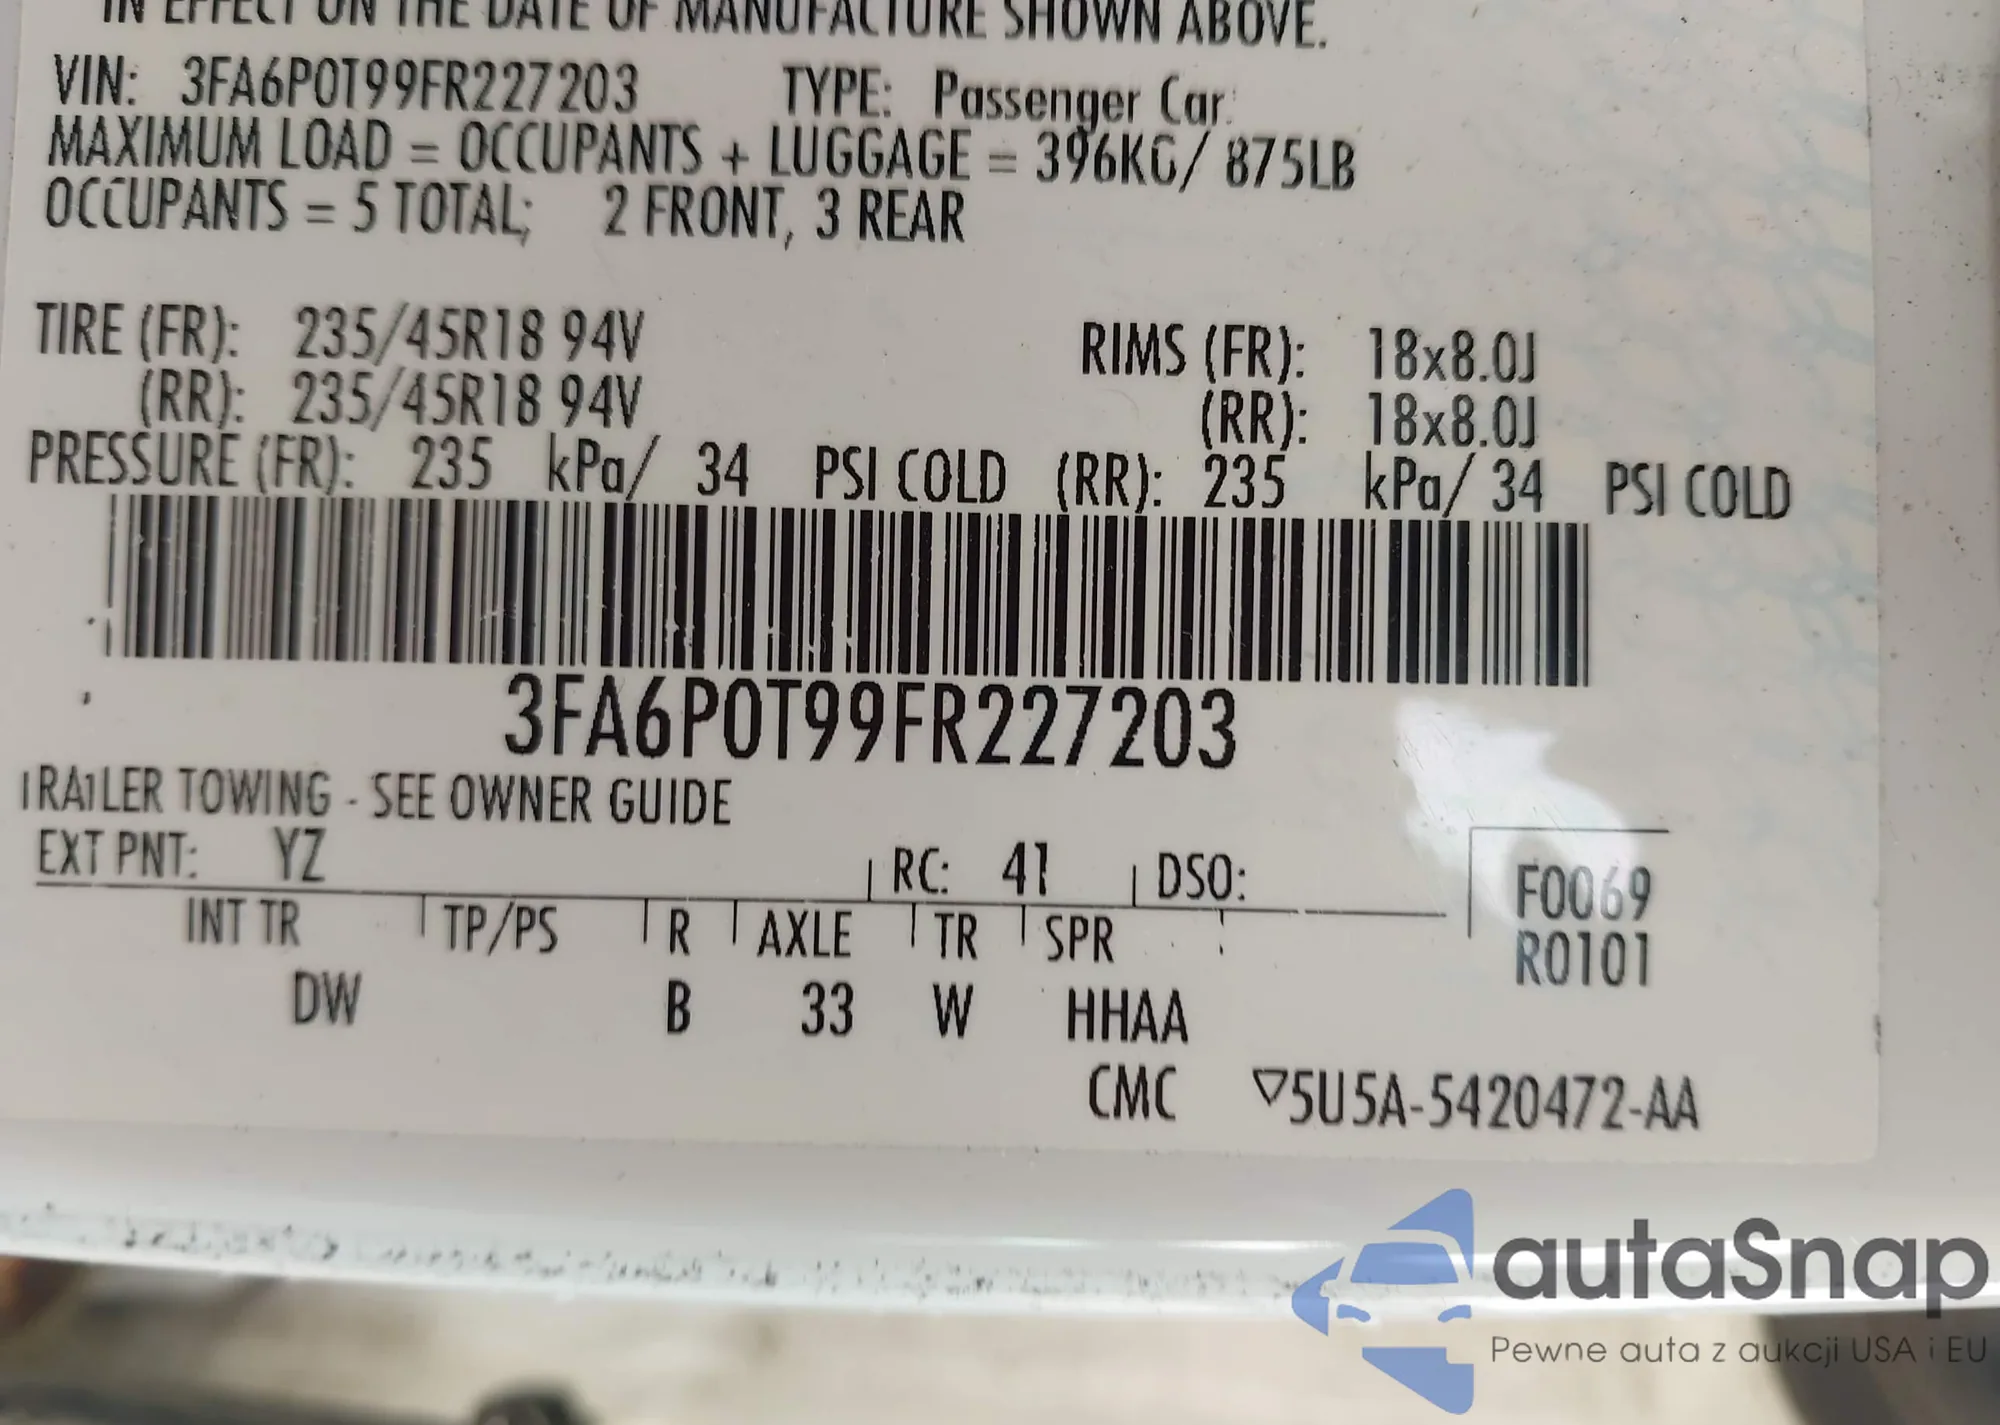 IN EFFECT ON THE DATE OF MANUFACTURE SHOWN ABOVE.
VIN: 3FA6P0T99FR227203 TYPE: Passenger Car
MAXIMUM LOAD = OCCUPANTS + LUGGAGE = 396KG/ 875LB
OCCUPANTS = 5 TOTAL; 2 FRONT, 3 REAR
TIRE (FR): 235/45R18 94V RIMS (FR): 18x8.0J
(RR): 235/45R18 94V (RR): 18x8.0J
PRESSURE (FR): 235 kPa/ 34 PSI COLD (RR): 235 kPa/ 34 PSI COLD
3FA6P0T99FR227203
TRAILER TOWING - SEE OWNER GUIDE
EXT PNT: YZ RC: 41 DSO:
F0069
R0101
INT TR TP/PS R AXLE TR SPR
DW B 33 W HHAA
CMC ▽5U5A-5420472-AA
autaSnap
Pewne auta z aukcji USA i EU